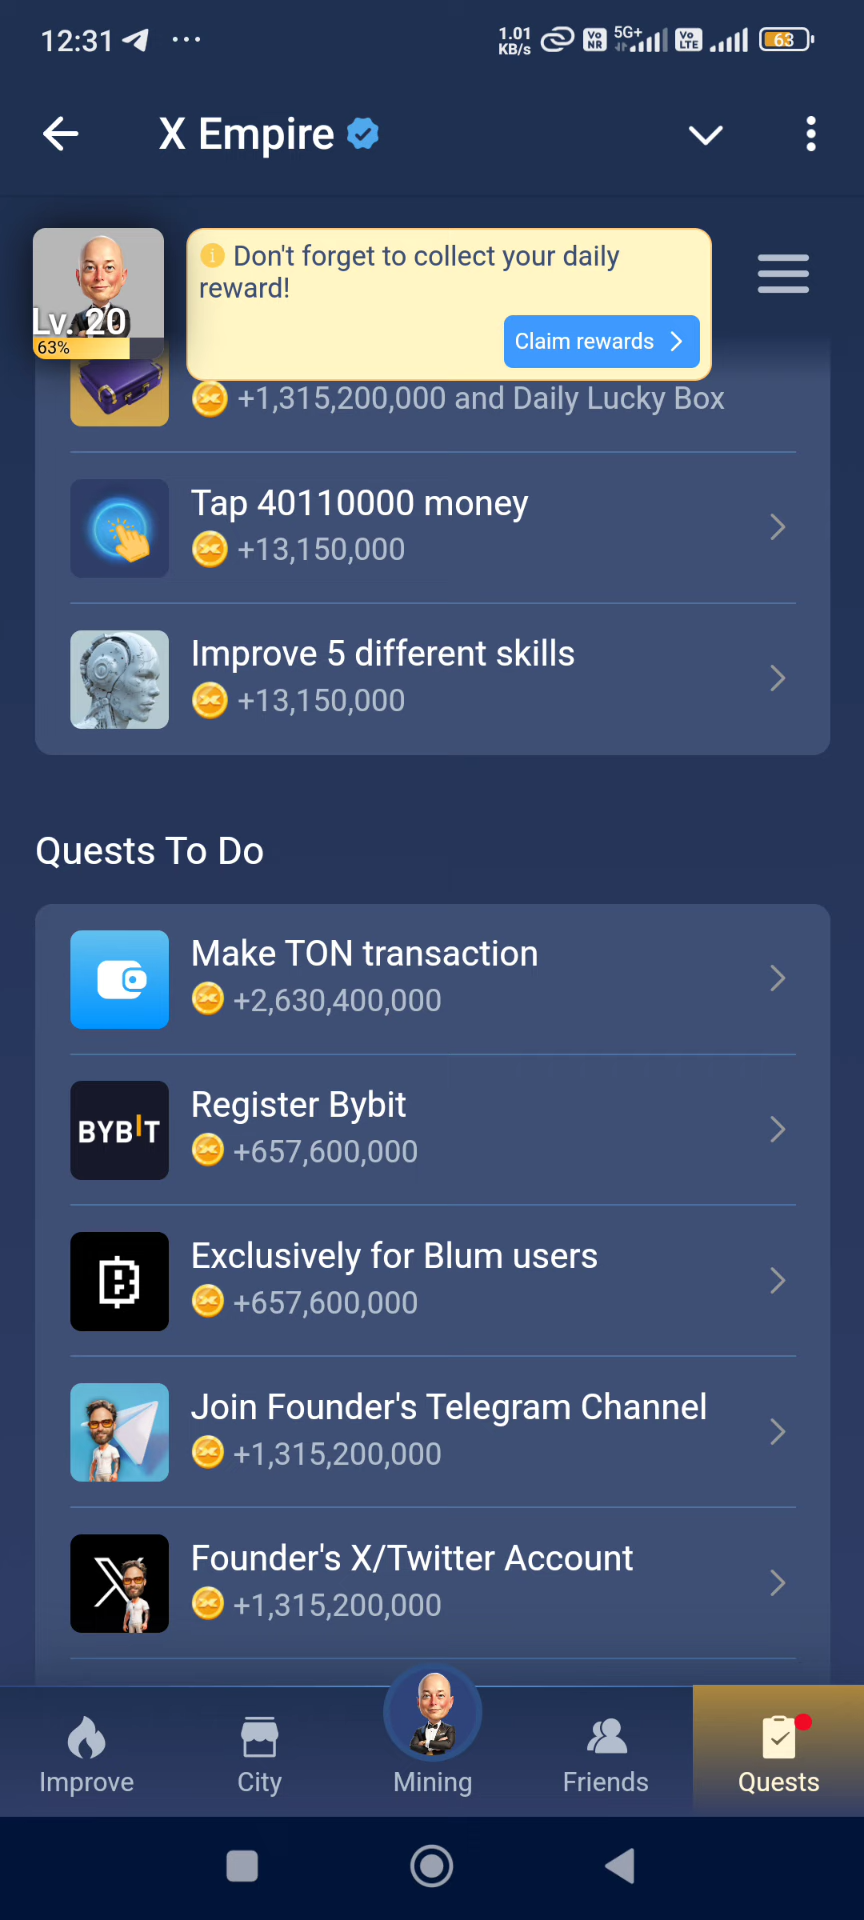 12:31
1.01
KB/s
Vo
NR
5G+
Vo
LTE
63
X Empire
Don't forget to collect your daily
reward!
Claim rewards
Lv. 20
63%
+1,315,200,000 and Daily Lucky Box
Tap 40110000 money
+13,150,000
Improve 5 different skills
+13,150,000
Quests To Do
Make TON transaction
+2,630,400,000
BYBIT
Register Bybit
+657,600,000
Exclusively for Blum users
+657,600,000
Join Founder's Telegram Channel
+1,315,200,000
Founder's X/Twitter Account
+1,315,200,000
Improve
City
Mining
Friends
Quests